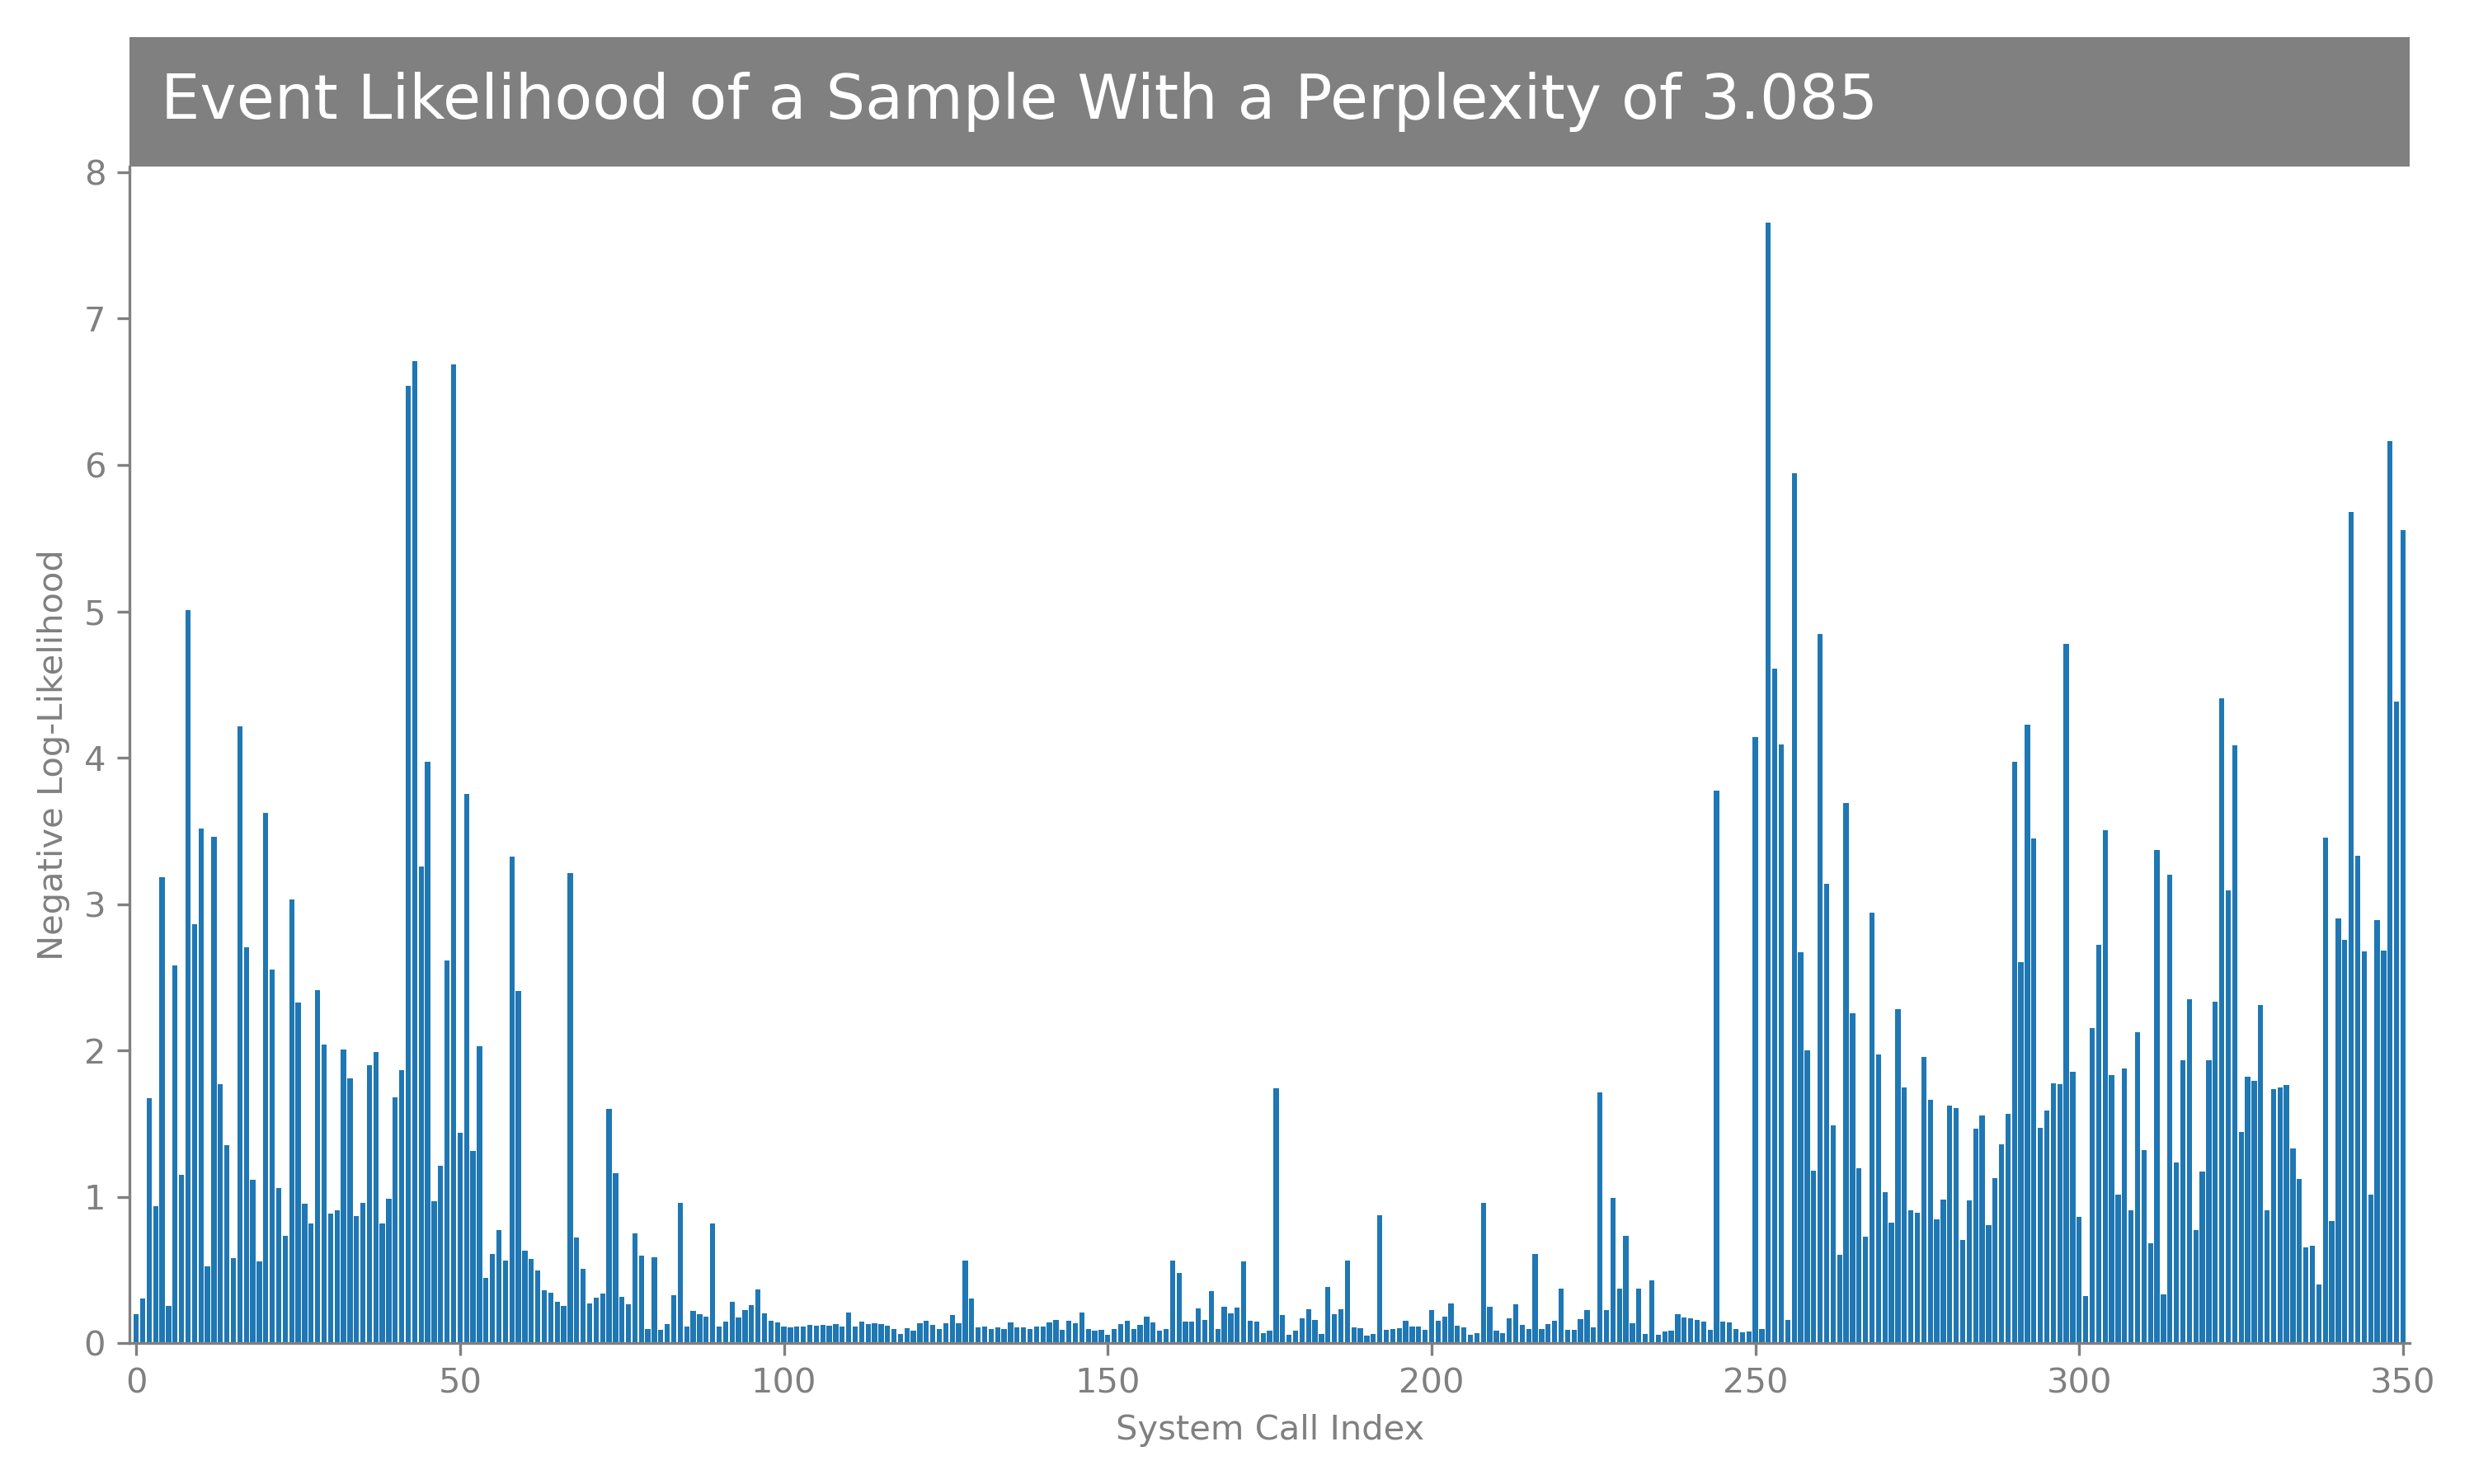 Event Likelihood of a Sample With a Perplexity of 3.085
8
7
6
5
4
3
2
1
0
Negative Log-Likelihood
0 50 100 150 200 250 300 350
System Call Index